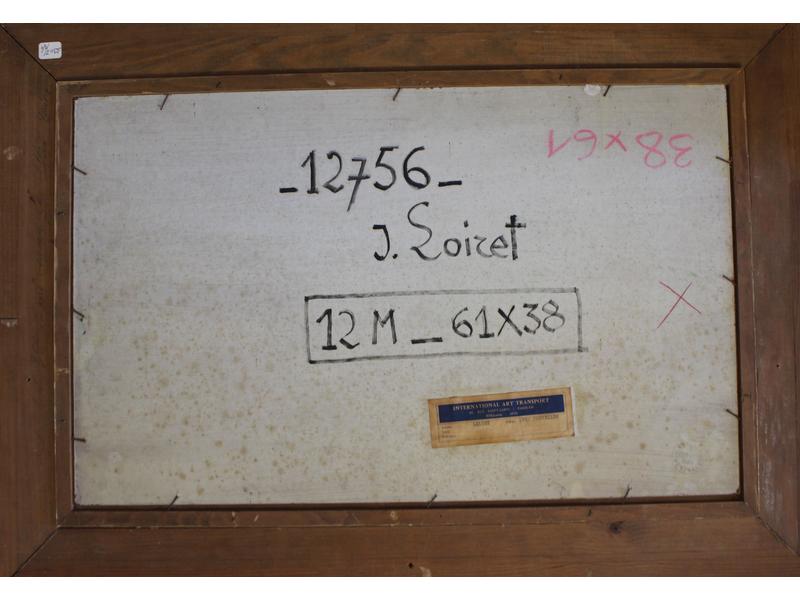 38x61
-12756-
J. Loiret
12 M _ 61X38
X
INTERNATIONAL ART TRANSPORT